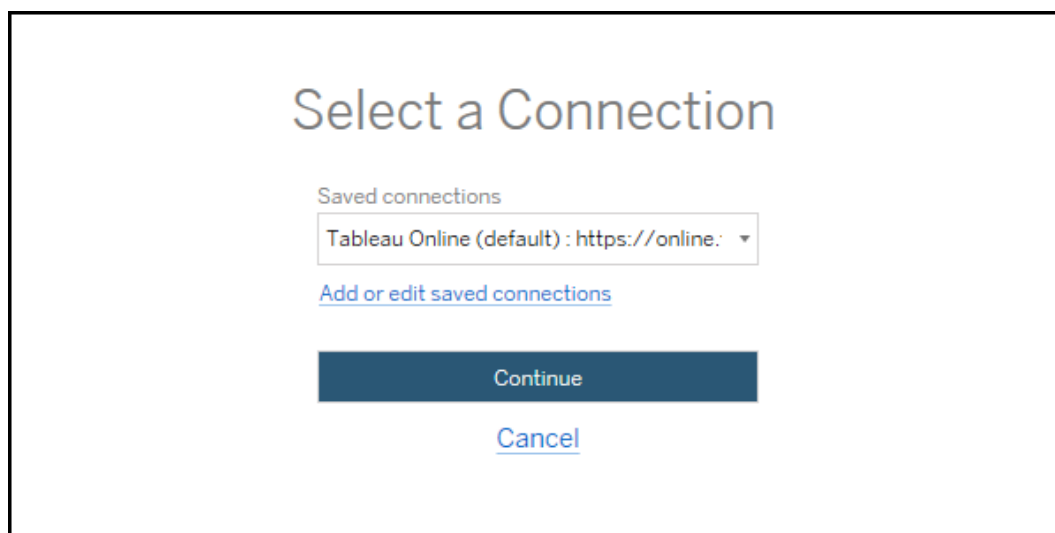 Select a Connection
Saved connections
Tableau Online (default) : https://online.
Add or edit saved connections
Continue
Cancel